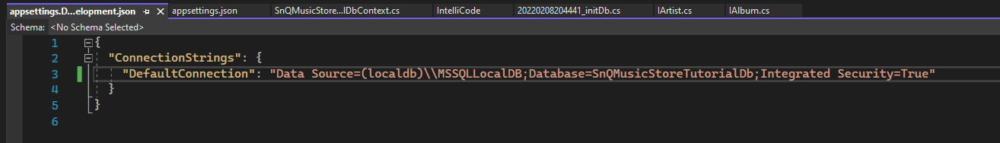 appsettings.D...elopment.json appsettings.json SnQMusicStore...lDbContext.cs IntelliCode 20220208204441_initDb.cs IArtist.cs IAlbum.cs
Schema: <No Schema Selected>
1 {
2 "ConnectionStrings": {
3 "DefaultConnection": "Data Source=(localdb)\\MSSQLLocalDB;Database=SnQMusicStoreTutorialDb;Integrated Security=True"
4 }
5 }
6